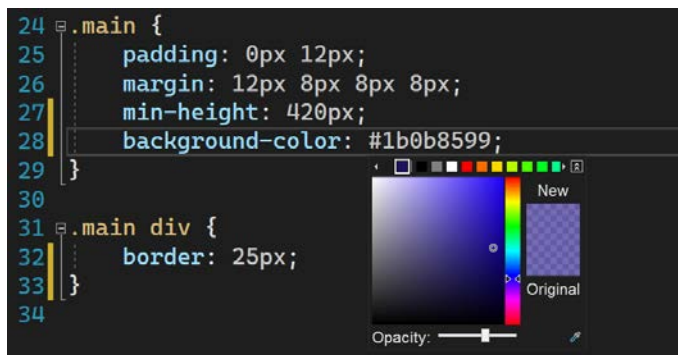 24 .main {
25 padding: 0px 12px;
26 margin: 12px 8px 8px 8px;
27 min-height: 420px;
28 background-color: #1b0b8599;
29 }
30
31 .main div {
32 border: 25px;
33 }
34
New
Original
Opacity: